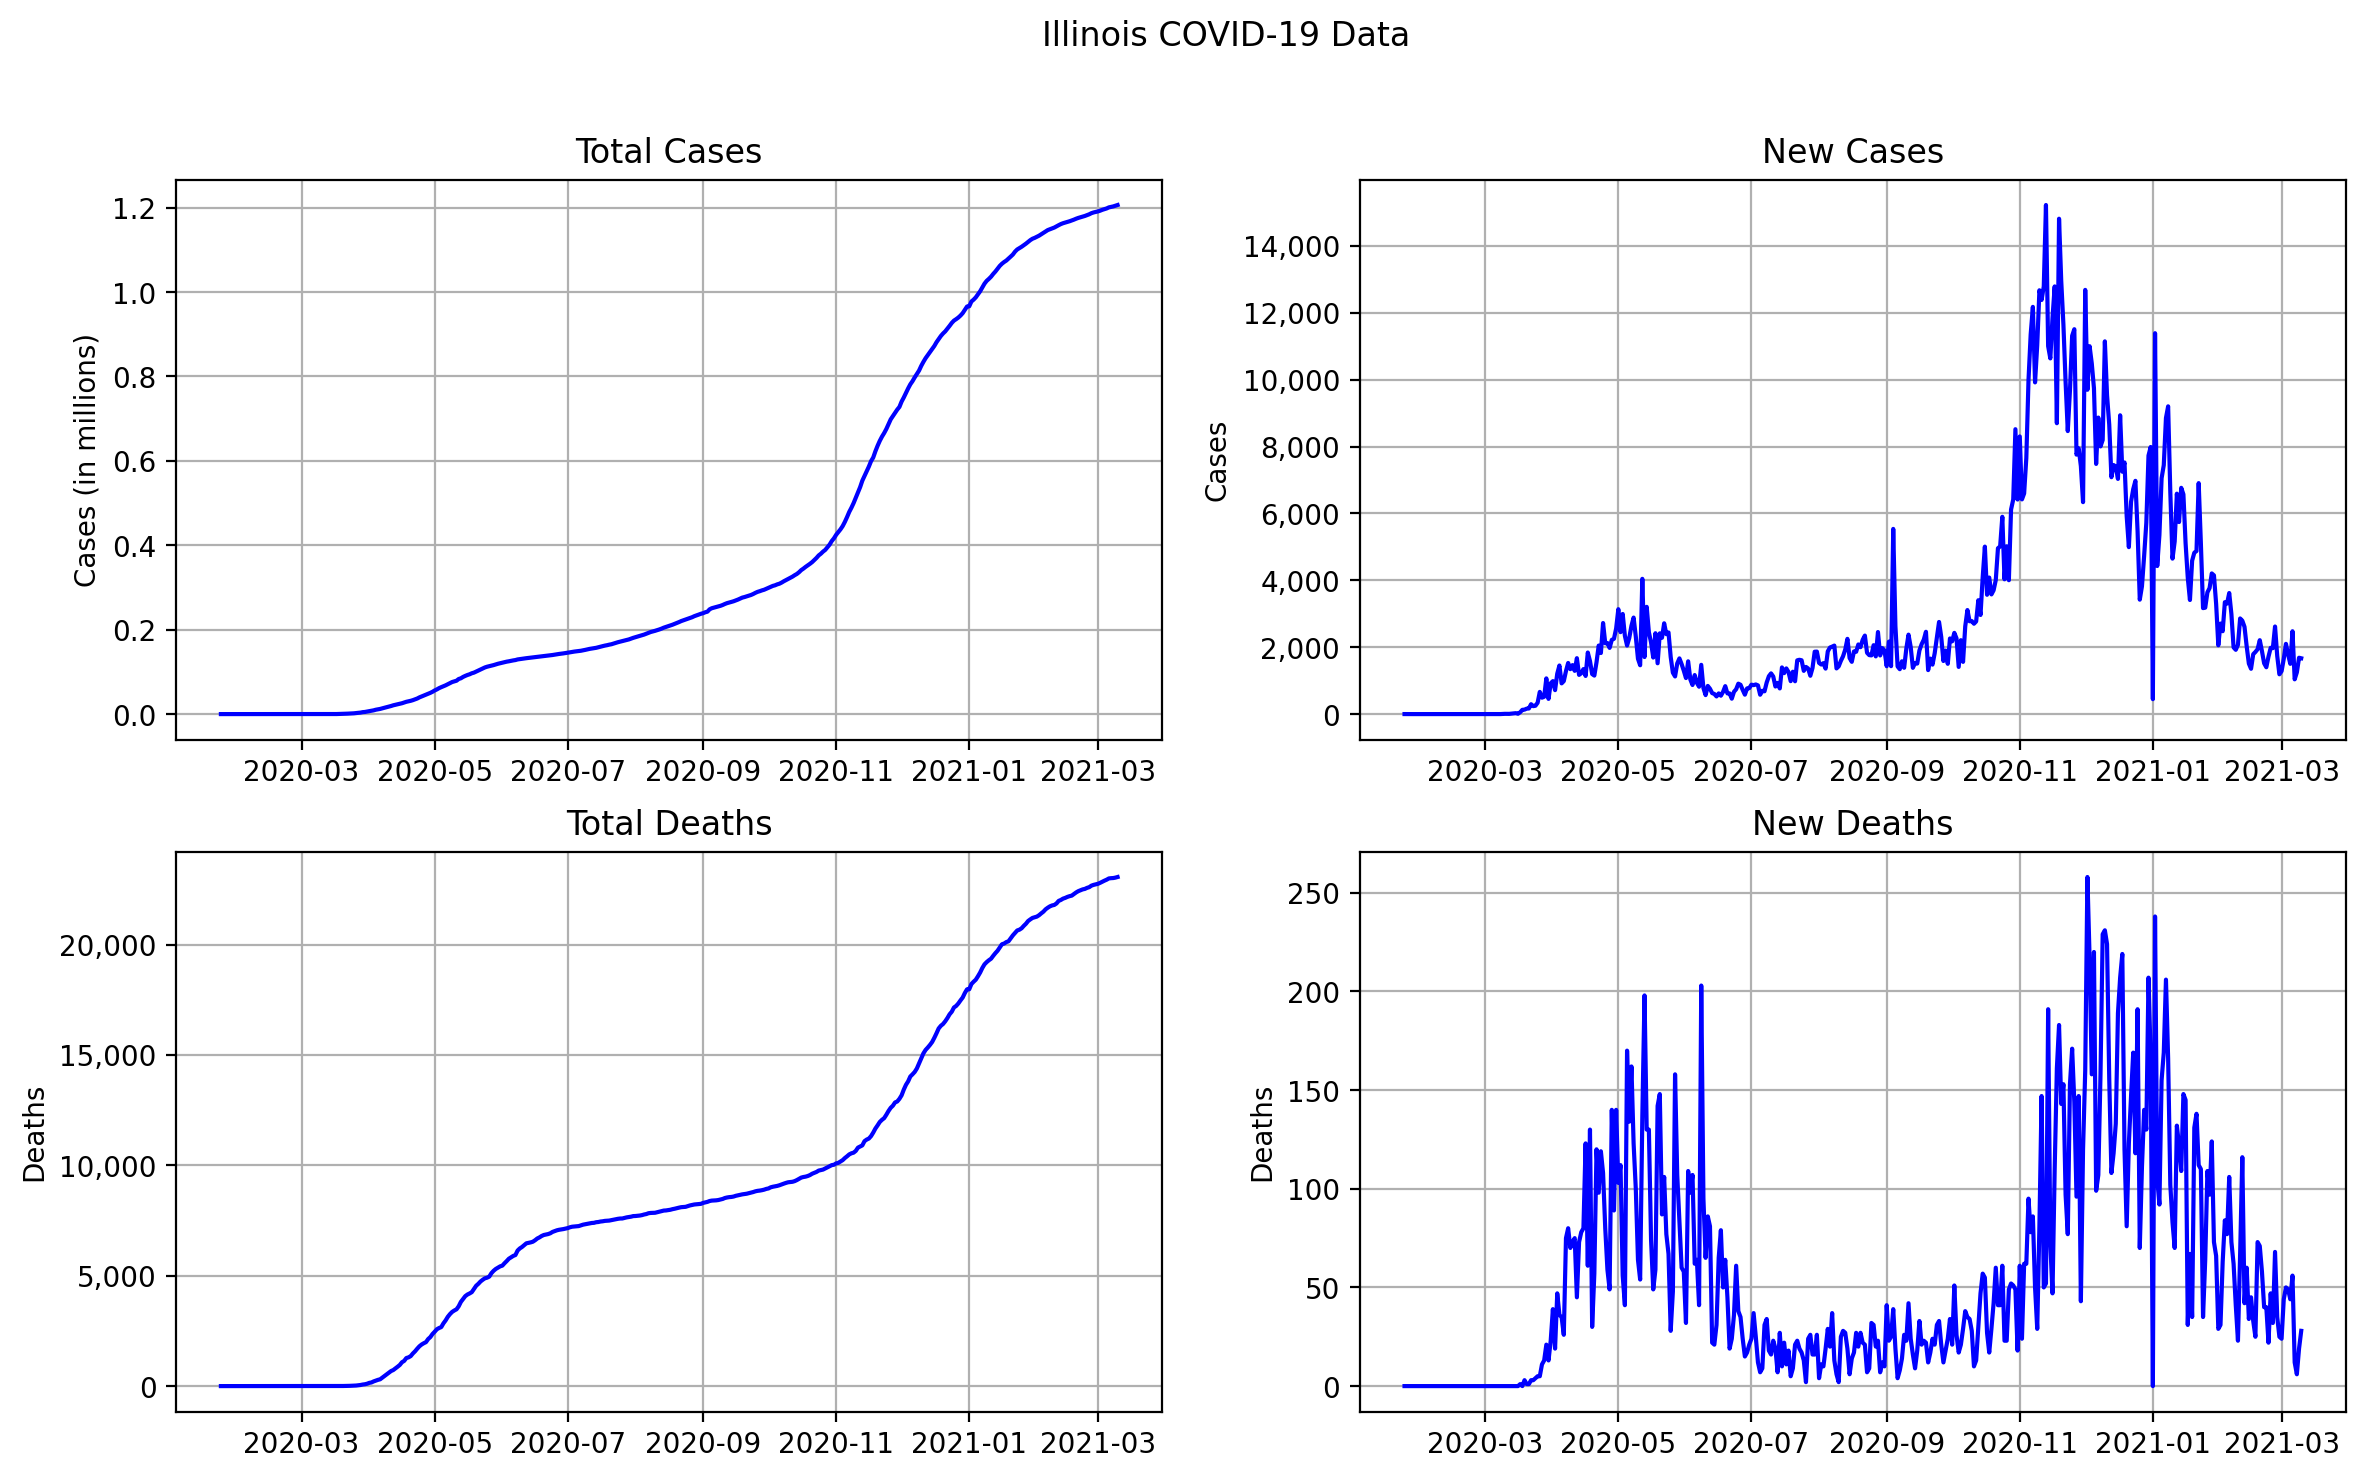 Illinois COVID-19 Data
Total Cases
Cases (in millions)
1.2
1.0
0.8
0.6
0.4
0.2
0.0
2020-03 2020-05 2020-07 2020-09 2020-11 2021-01 2021-03
New Cases
Cases
14,000
12,000
10,000
8,000
6,000
4,000
2,000
0
2020-03 2020-05 2020-07 2020-09 2020-11 2021-01 2021-03
Total Deaths
Deaths
20,000
15,000
10,000
5,000
0
2020-03 2020-05 2020-07 2020-09 2020-11 2021-01 2021-03
New Deaths
Deaths
250
200
150
100
50
0
2020-03 2020-05 2020-07 2020-09 2020-11 2021-01 2021-03